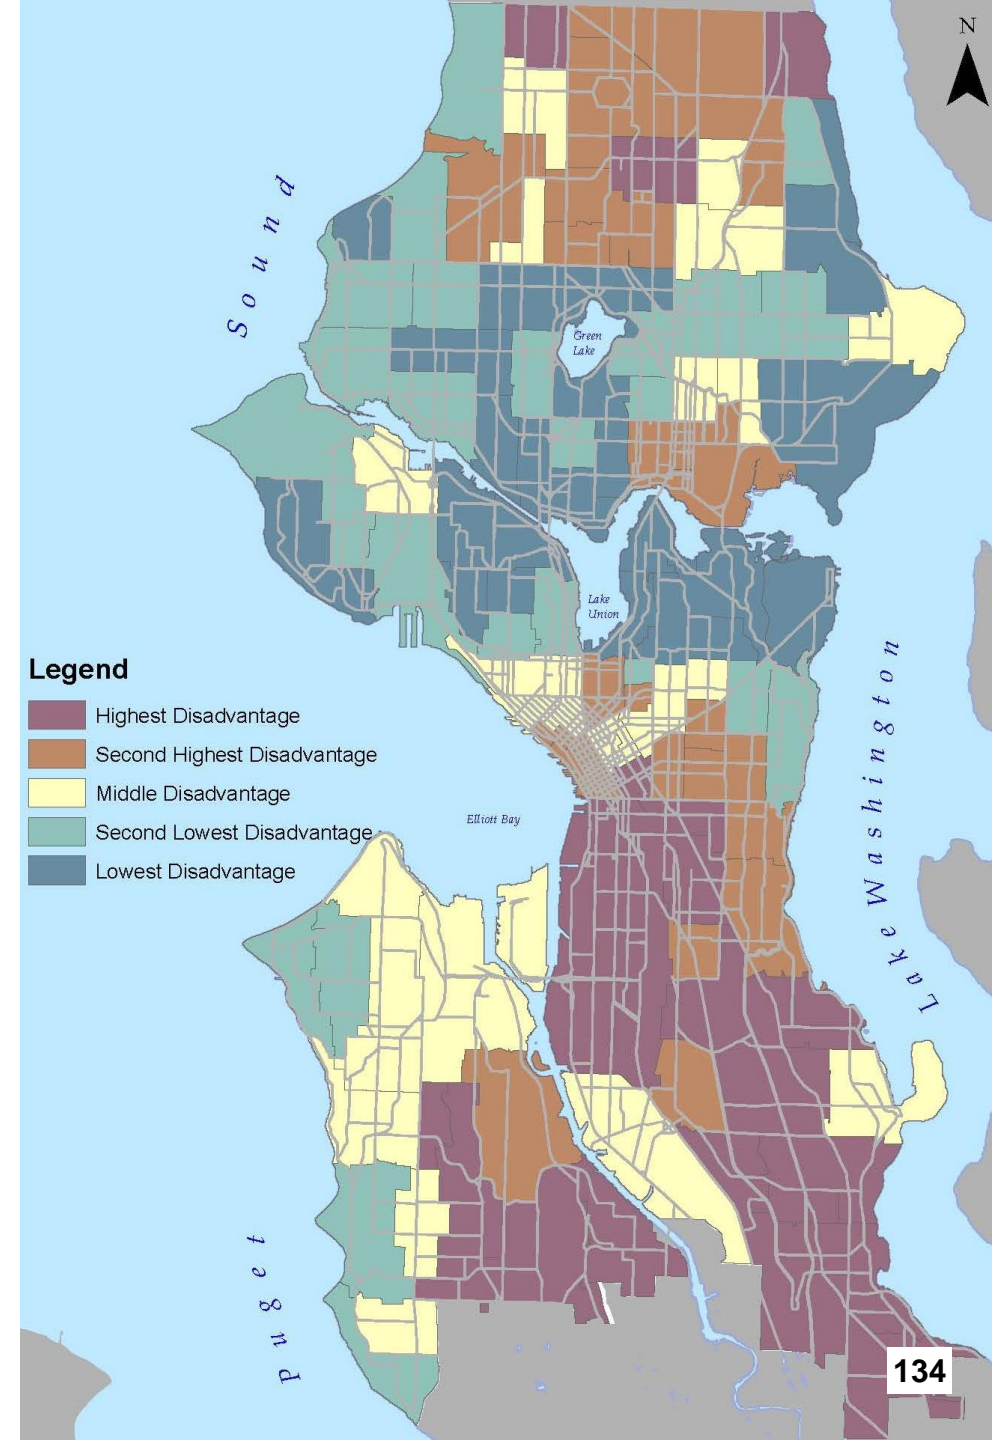 N
Sound
Green
Lake
Lake
Union
Legend
Highest Disadvantage
Second Highest Disadvantage
Middle Disadvantage
Second Lowest Disadvantage
Lowest Disadvantage
Elliott Bay
Lake Washington
Puget
134